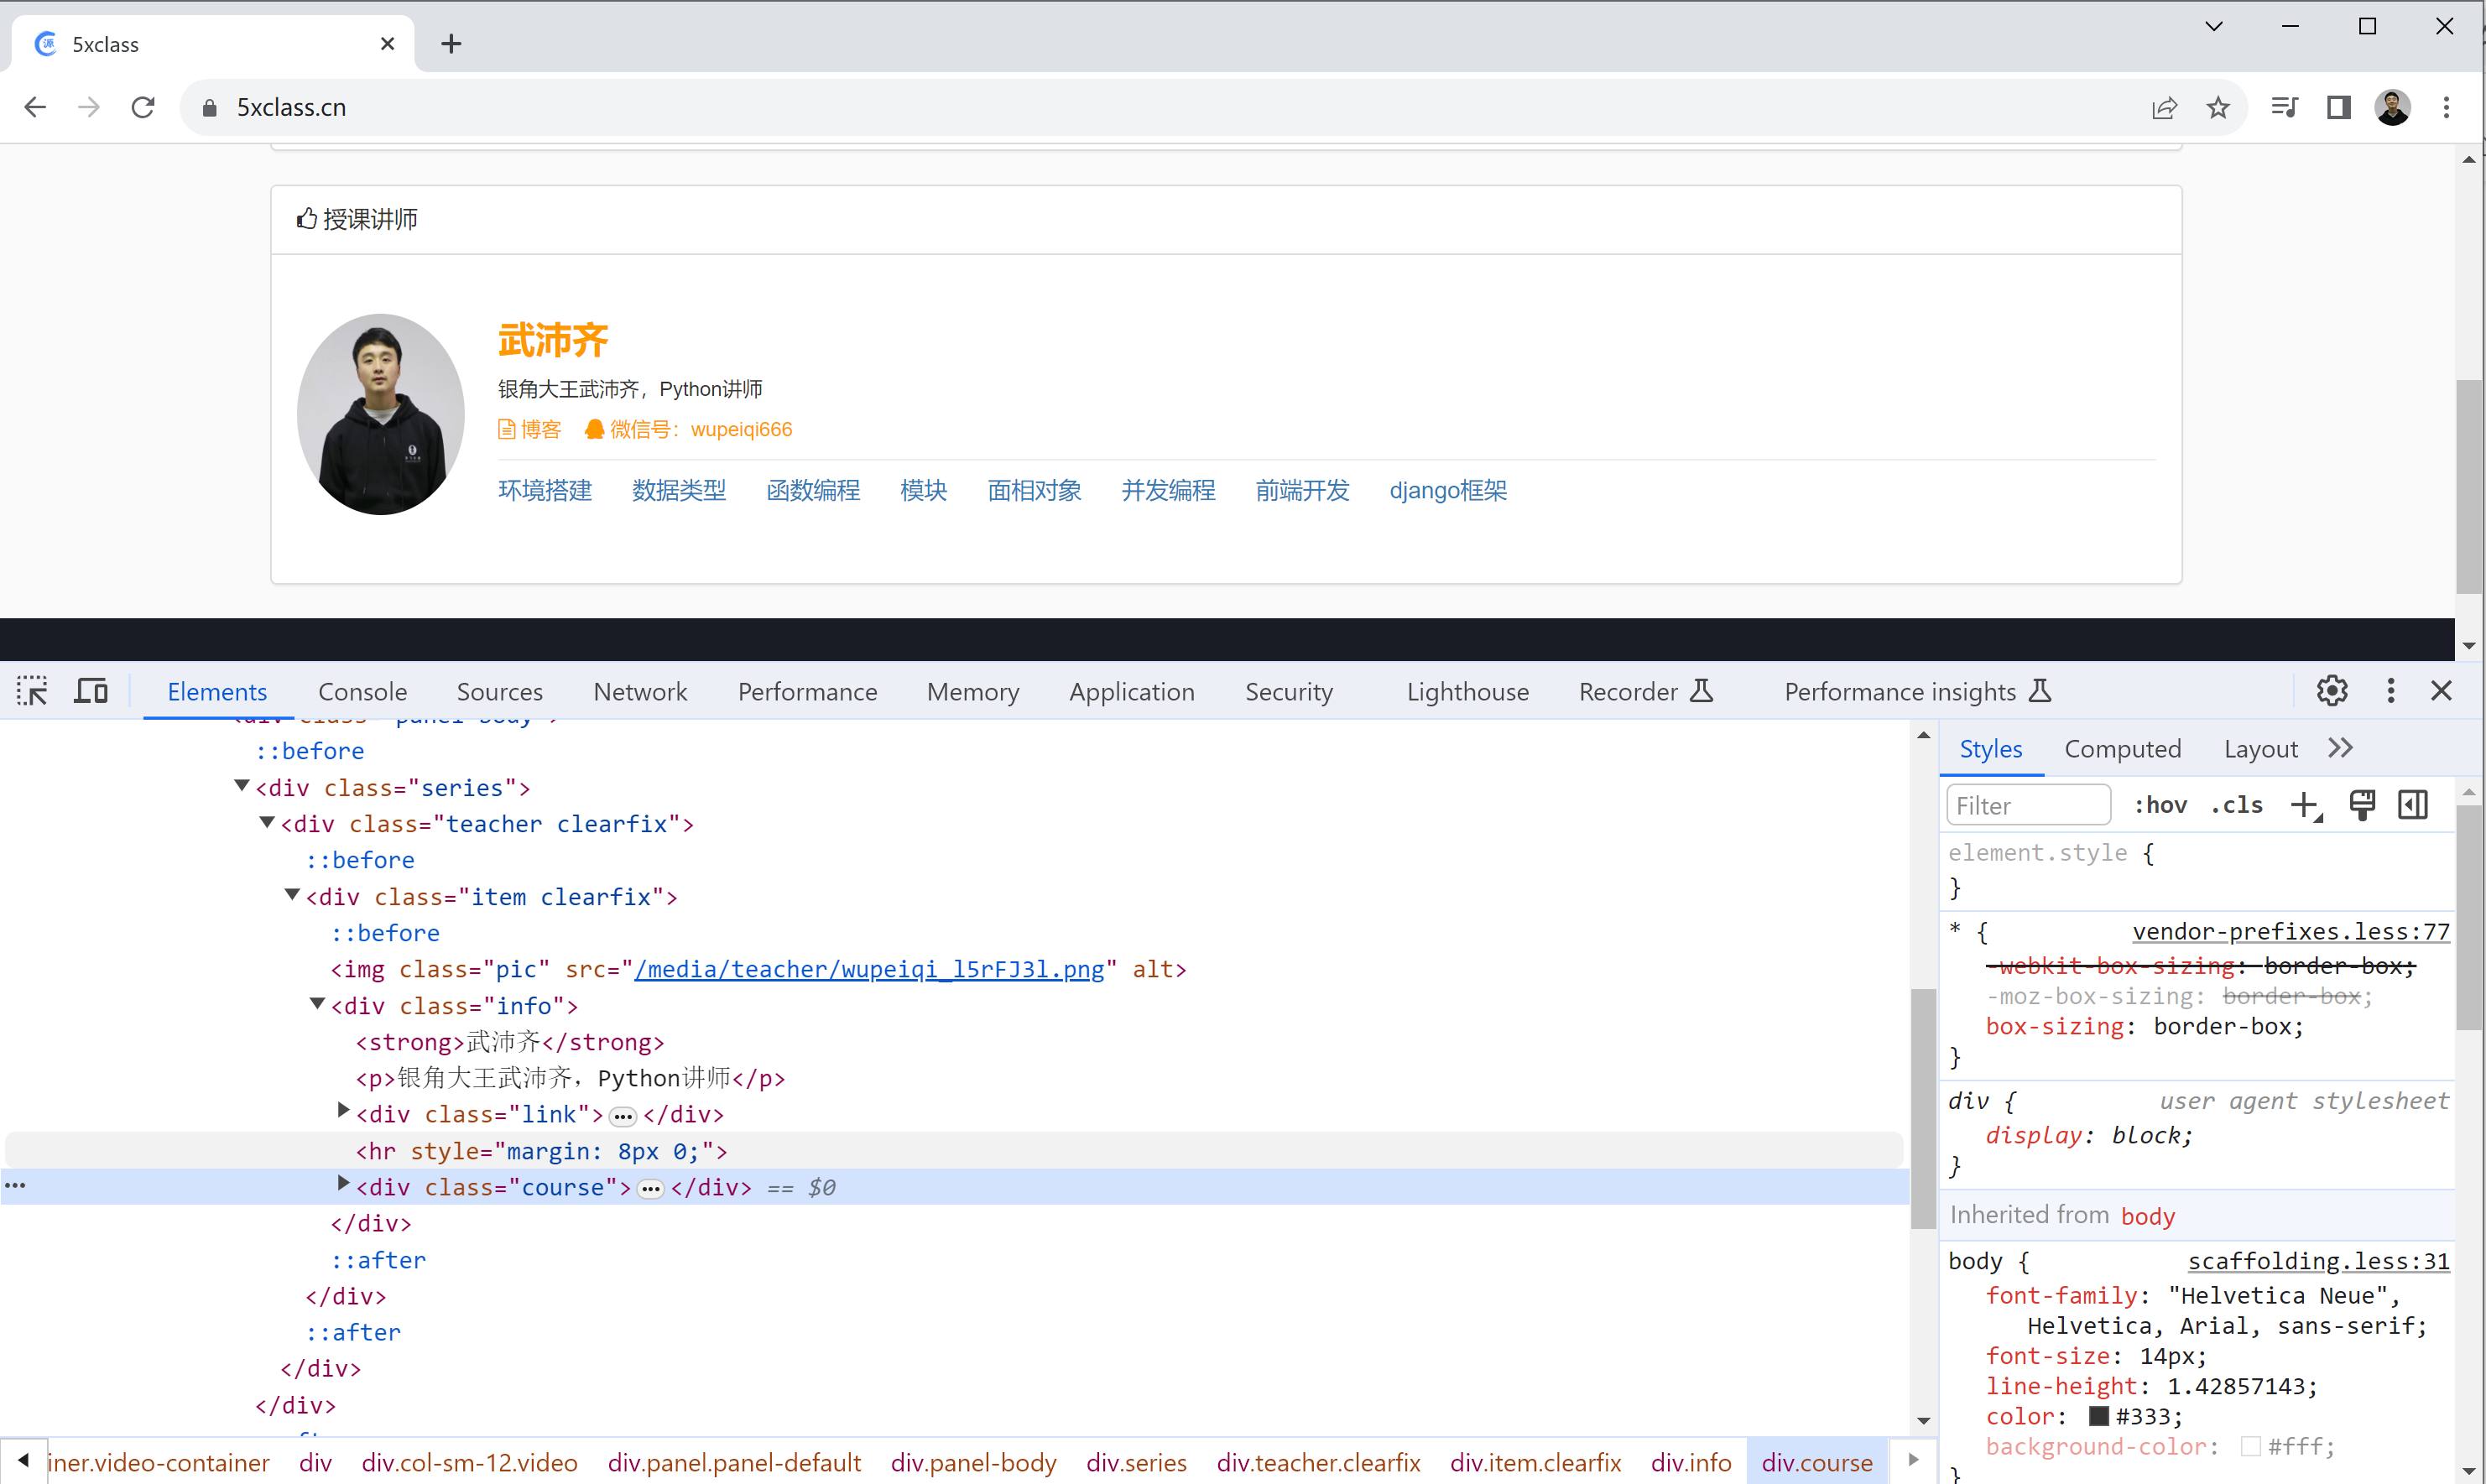 5xclass
5xclass.cn
授课讲师
武沛齐
银角大王武沛齐，Python讲师
博客 微信号：wupeiqi666
环境搭建 数据类型 函数编程 模块 面相对象 并发编程 前端开发 django框架
Elements Console Sources Network Performance Memory Application Security Lighthouse Recorder Performance insights
<div class="panel-body">
::before
<div class="series">
<div class="teacher clearfix">
::before
<div class="item clearfix">
::before
<img class="pic" src="/media/teacher/wupeiqi_l5rFJ3l.png" alt>
<div class="info">
<strong>武沛齐</strong>
<p>银角大王武沛齐，Python讲师</p>
<div class="link">…</div>
<hr style="margin: 8px 0;">
<div class="course">…</div> == $0
</div>
::after
</div>
::after
</div>
</div>
iner.video-container div div.col-sm-12.video div.panel.panel-default div.panel-body div.series div.teacher.clearfix div.item.clearfix div.info div.course
Styles Computed Layout
Filter :hov .cls
element.style {
}
* { vendor-prefixes.less:77
-webkit-box-sizing: border-box;
-moz-box-sizing: border-box;
box-sizing: border-box;
}
div { user agent stylesheet
display: block;
}
Inherited from body
body { scaffolding.less:31
font-family: "Helvetica Neue",
Helvetica, Arial, sans-serif;
font-size: 14px;
line-height: 1.42857143;
color: #333;
background-color: #fff;
}